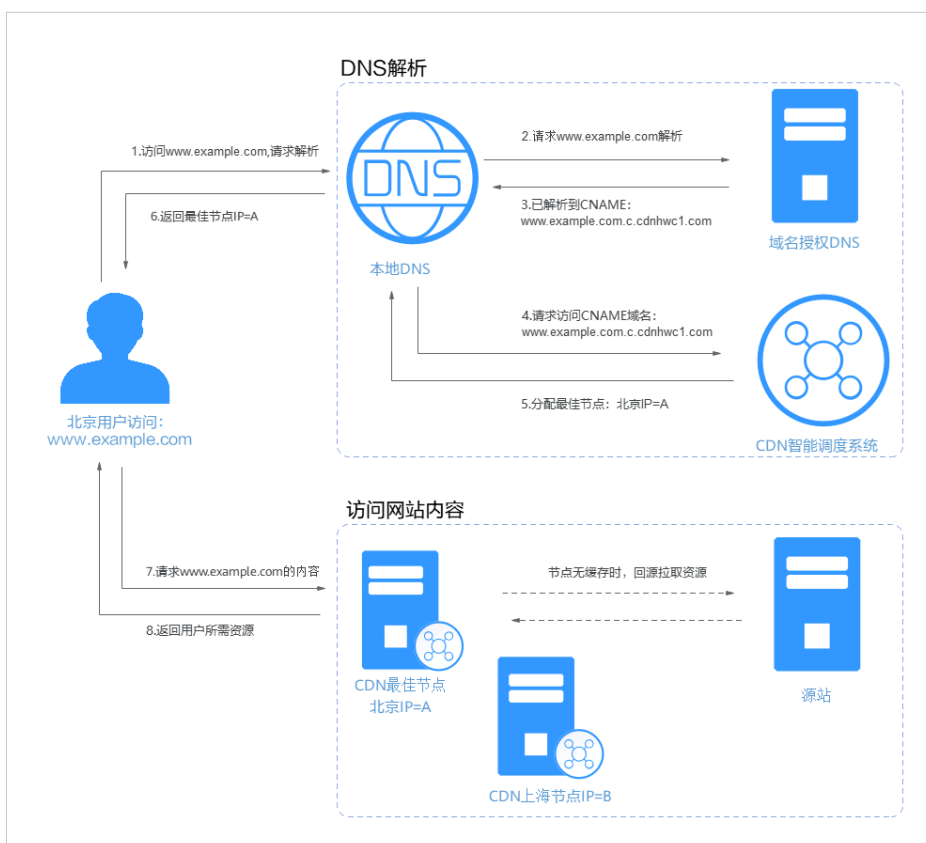 DNS解析
1.访问www.example.com,请求解析
6.返回最佳节点IP=A
DNS
本地DNS
2.请求www.example.com解析
3.已解析到CNAME：
www.example.com.c.cdnhwc1.com
域名授权DNS
4.请求访问CNAME域名：
www.example.com.c.cdnhwc1.com
5.分配最佳节点：北京IP=A
CDN智能调度系统
北京用户访问：
www.example.com
访问网站内容
7.请求www.example.com的内容
8.返回用户所需资源
节点无缓存时，回源拉取资源
CDN最佳节点
北京IP=A
源站
CDN上海节点IP=B